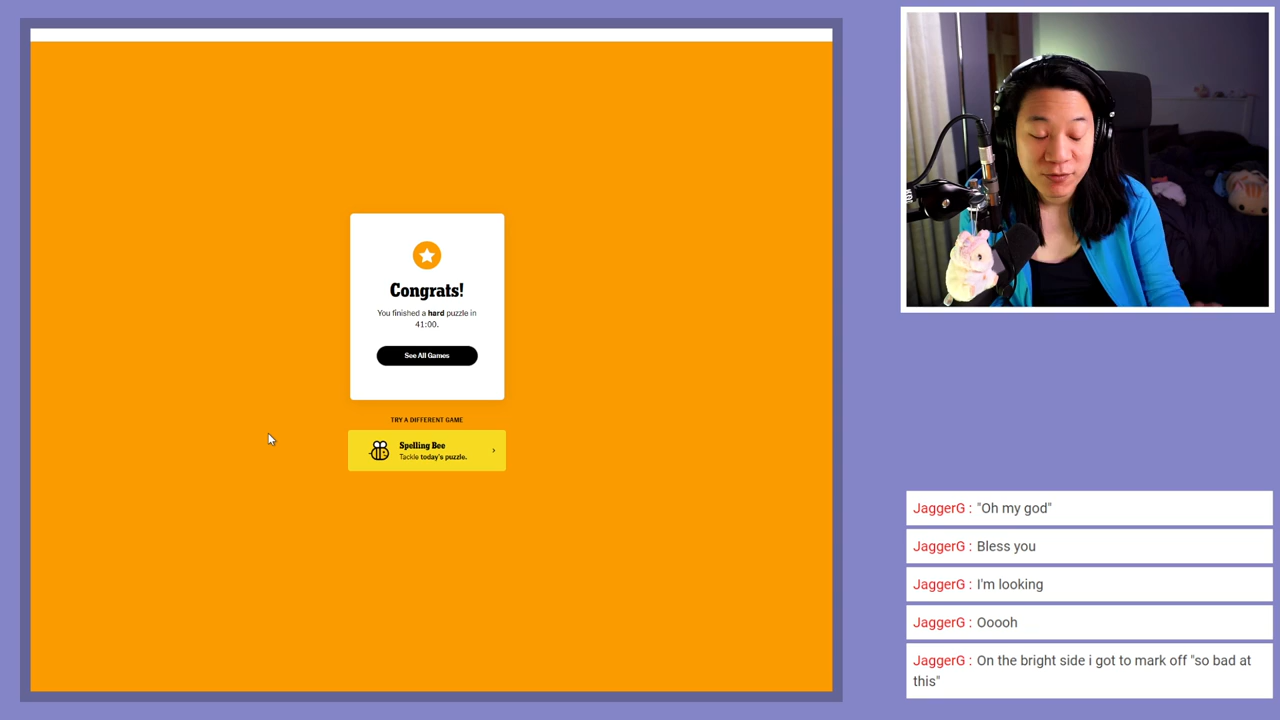 Congrats!
You finished a hard puzzle in
41:00.
See All Games
TRY A DIFFERENT GAME
Spelling Bee
Tackle today's puzzle.
JaggerG : "Oh my god"
JaggerG : Bless you
JaggerG : I'm looking
JaggerG : Ooooh
JaggerG : On the bright side i got to mark off "so bad at
this"